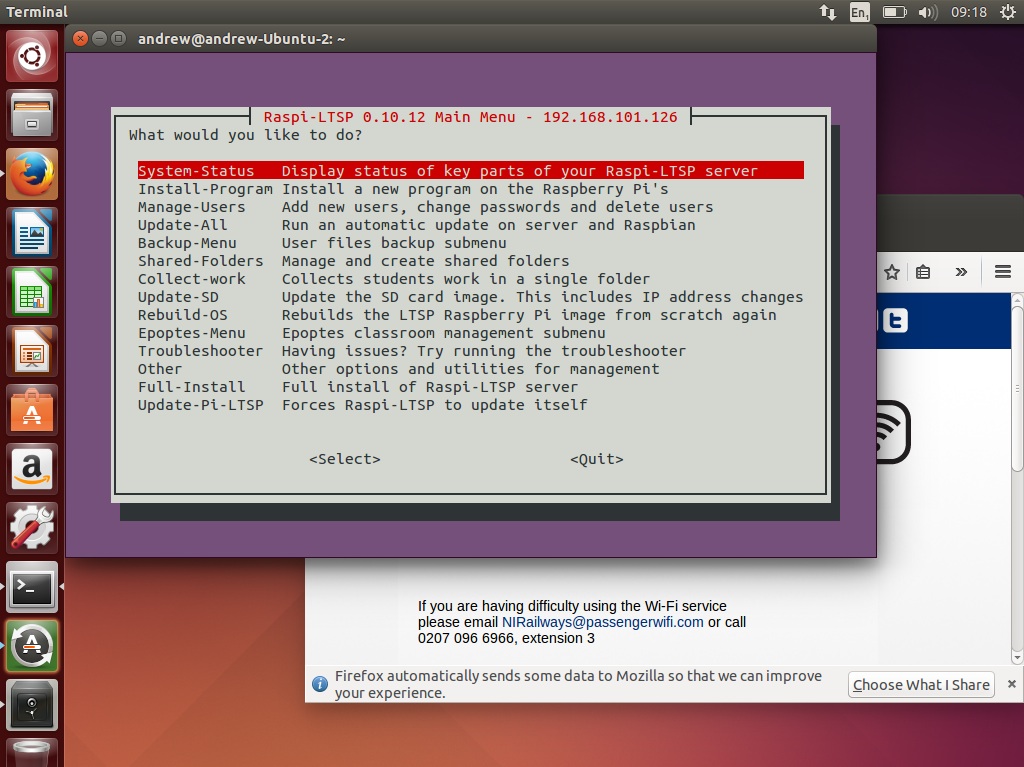 Terminal
En1
09:18
andrew@andrew-Ubuntu-2: ~
Raspi-LTSP 0.10.12 Main Menu - 192.168.101.126
What would you like to do?
System-Status Display status of key parts of your Raspi-LTSP server
Install-Program Install a new program on the Raspberry Pi's
Manage-Users Add new users, change passwords and delete users
Update-All Run an automatic update on server and Raspbian
Backup-Menu User files backup submenu
Shared-Folders Manage and create shared folders
Collect-work Collects students work in a single folder
Update-SD Update the SD card image. This includes IP address changes
Rebuild-OS Rebuilds the LTSP Raspberry Pi image from scratch again
Epoptes-Menu Epoptes classroom management submenu
Troubleshooter Having issues? Try running the troubleshooter
Other Other options and utilities for management
Full-Install Full install of Raspi-LTSP server
Update-Pi-LTSP Forces Raspi-LTSP to update itself
<Select> <Quit>
If you are having difficulty using the Wi-Fi service
please email NIRailways@passengerwifi.com or call
0207 096 6966, extension 3
Firefox automatically sends some data to Mozilla so that we can improve
your experience.
Choose What I Share